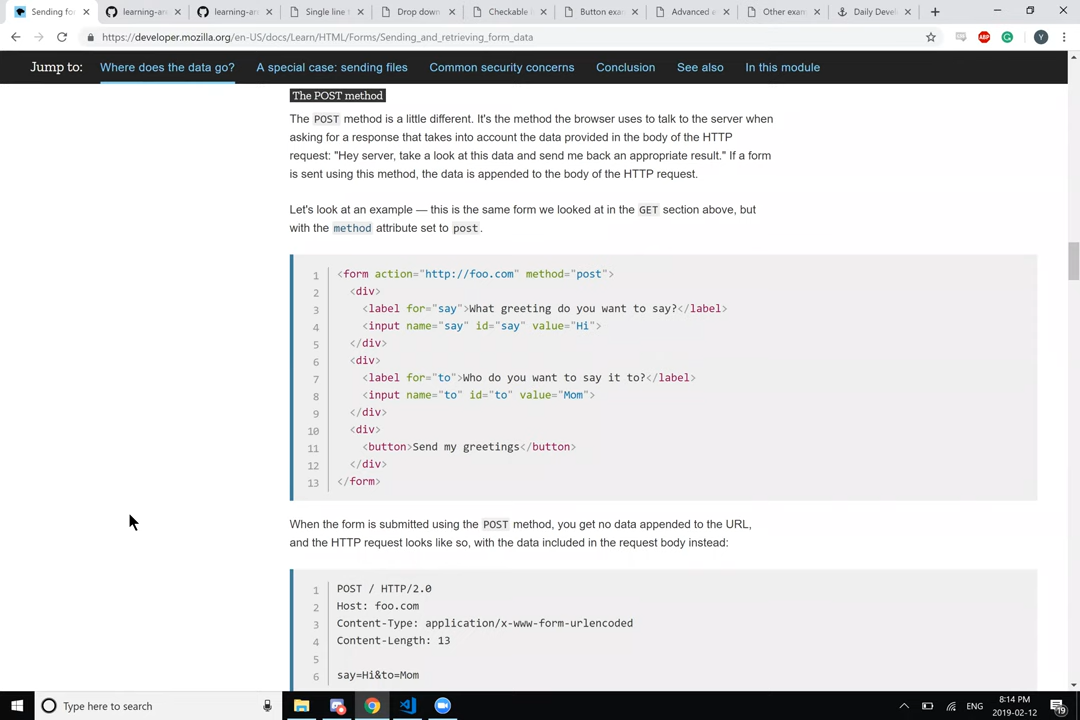 Sending for
learning-ar
learning-ar
Single line t
Drop down
Checkable
Button exa
Advanced a
Other exam
Daily Devel
https://developer.mozilla.org/en-US/docs/Learn/HTML/Forms/Sending_and_retrieving_form_data
ABP
Y
Jump to:
Where does the data go?
A special case: sending files
Common security concerns
Conclusion
See also
In this module
The POST method
The POST method is a little different. It's the method the browser uses to talk to the server when
asking for a response that takes into account the data provided in the body of the HTTP
request: "Hey server, take a look at this data and send me back an appropriate result." If a form
is sent using this method, the data is appended to the body of the HTTP request.
Let's look at an example — this is the same form we looked at in the GET section above, but
with the method attribute set to post.
1 <form action="http://foo.com" method="post">
2 <div>
3 <label for="say">What greeting do you want to say?</label>
4 <input name="say" id="say" value="Hi">
5 </div>
6 <div>
7 <label for="to">Who do you want to say it to?</label>
8 <input name="to" id="to" value="Mom">
9 </div>
10 <div>
11 <button>Send my greetings</button>
12 </div>
13 </form>
When the form is submitted using the POST method, you get no data appended to the URL,
and the HTTP request looks like so, with the data included in the request body instead:
1 POST / HTTP/2.0
2 Host: foo.com
3 Content-Type: application/x-www-form-urlencoded
4 Content-Length: 13
5
6 say=Hi&to=Mom
Type here to search
ENG
8:14 PM
2019-02-12
19